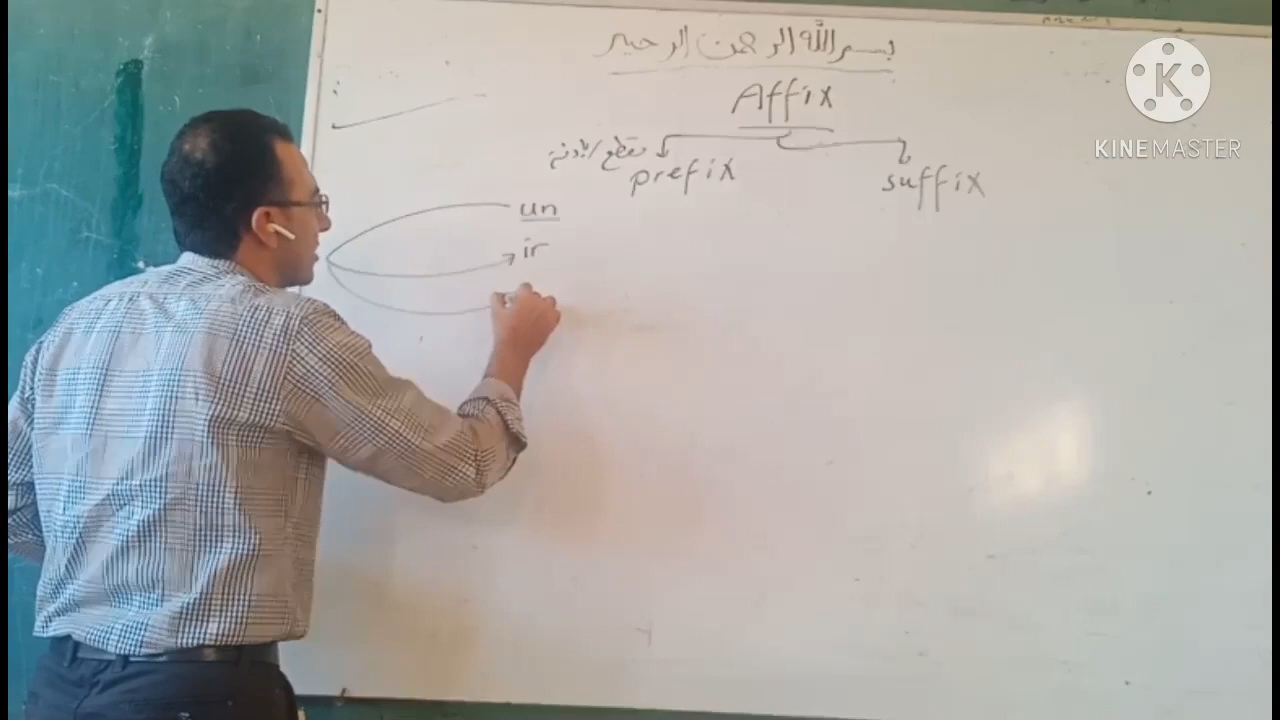 بسم الله الرحمن الرحيم
Affix
prefix
suffix
un
ir
KINEMASTER